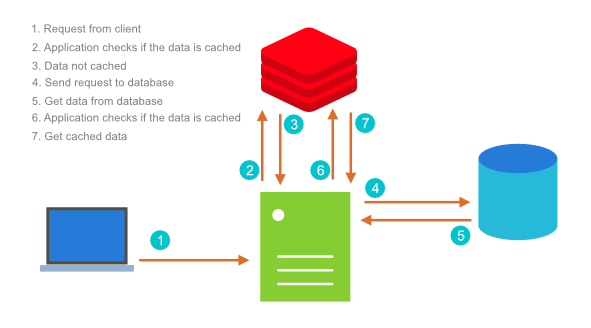 1. Request from client
2. Application checks if the data is cached
3. Data not cached
4. Send request to database
5. Get data from database
6. Application checks if the data is cached
7. Get cached data
7
3
2
6
4
5
1